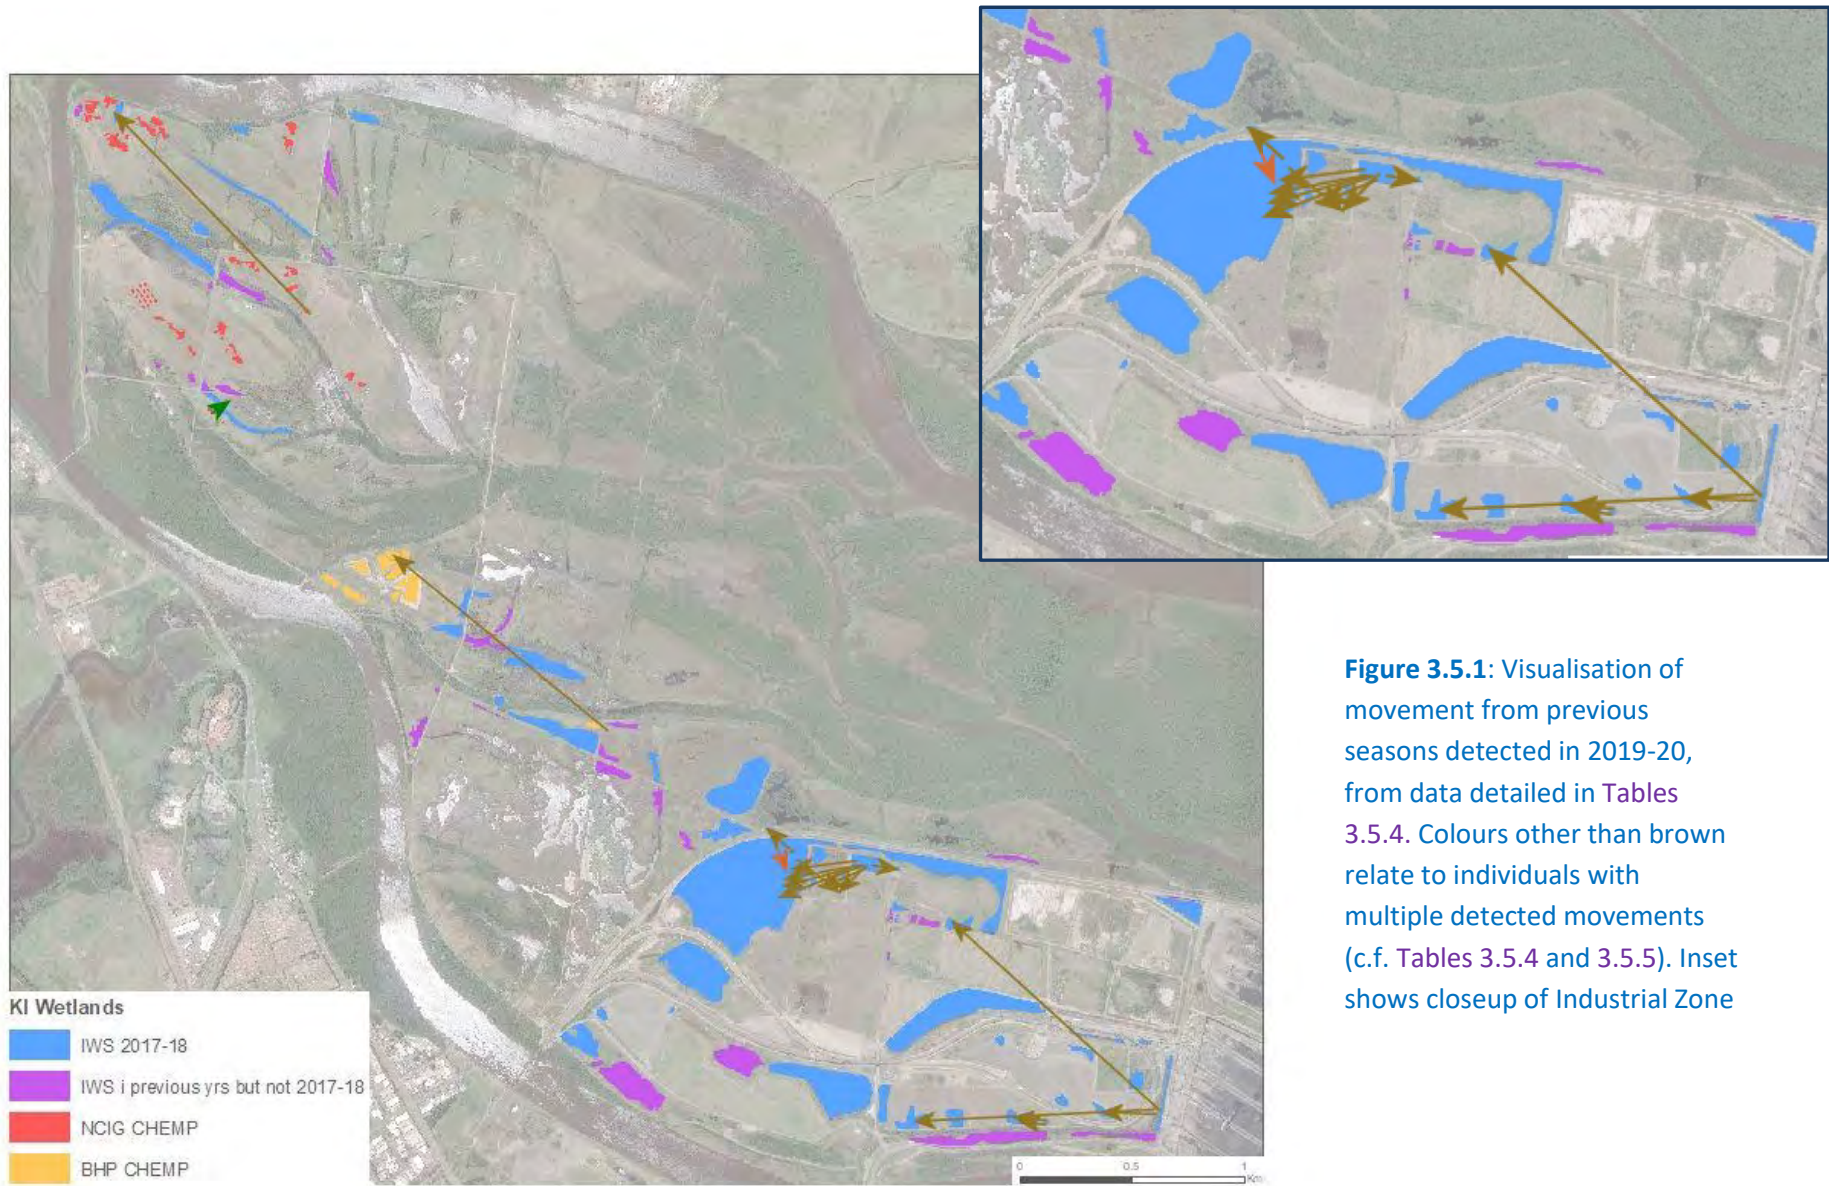 Figure 3.5.1: Visualisation of
movement from previous
seasons detected in 2019-20,
from data detailed in Tables
3.5.4. Colours other than brown
relate to individuals with
multiple detected movements
(c.f. Tables 3.5.4 and 3.5.5). Inset
shows closeup of Industrial Zone
KI Wetlands
IWS 2017-18
IWS i previous yrs but not 2017-18
NCIG CHEMP
BHP CHEMP
0 0.5 1
Km